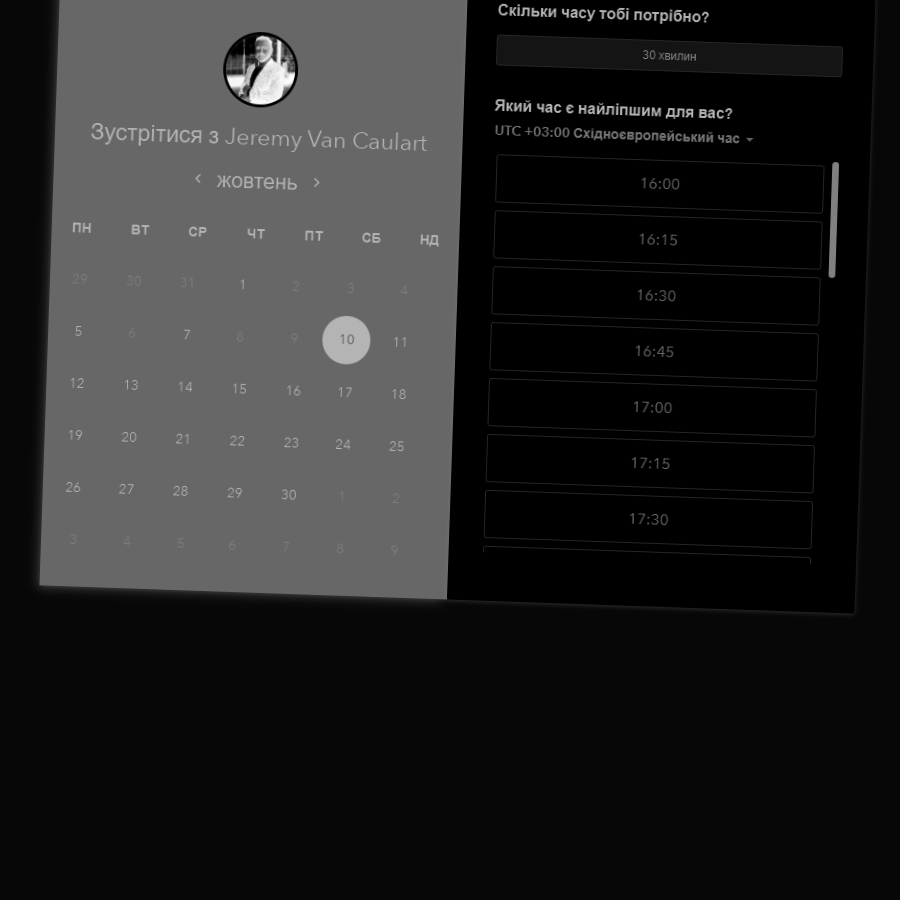 Зустрітися з Jeremy Van Caulart
жовтень
ПН ВТ СР ЧТ ПТ СБ НД
29 30 31 1 2 3 4
5 6 7 8 9 10 11
12 13 14 15 16 17 18
19 20 21 22 23 24 25
26 27 28 29 30 1 2
3 4 5 6 7 8 9
Скільки часу тобі потрібно?
30 хвилин
Який час є найліпшим для вас?
UTC +03:00 Східноєвропейський час
16:00
16:15
16:30
16:45
17:00
17:15
17:30